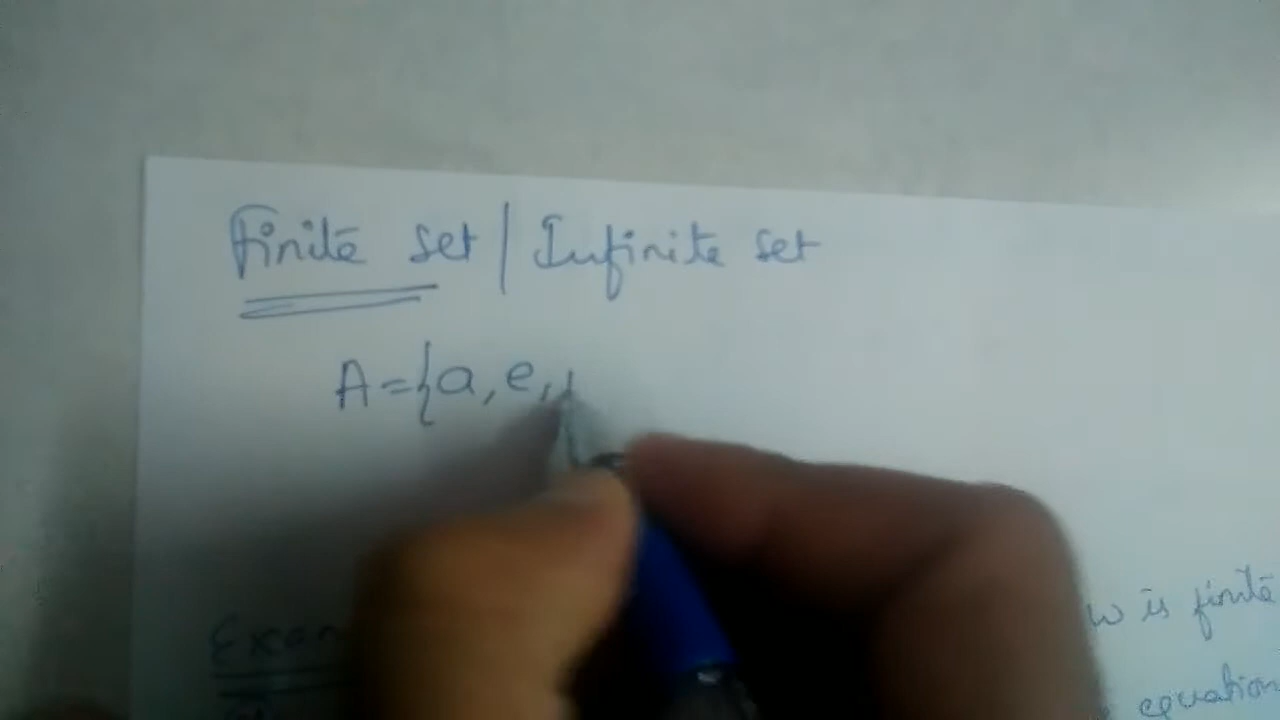 Finite set | Infinite set
A={a, e, i
w is finite
equation